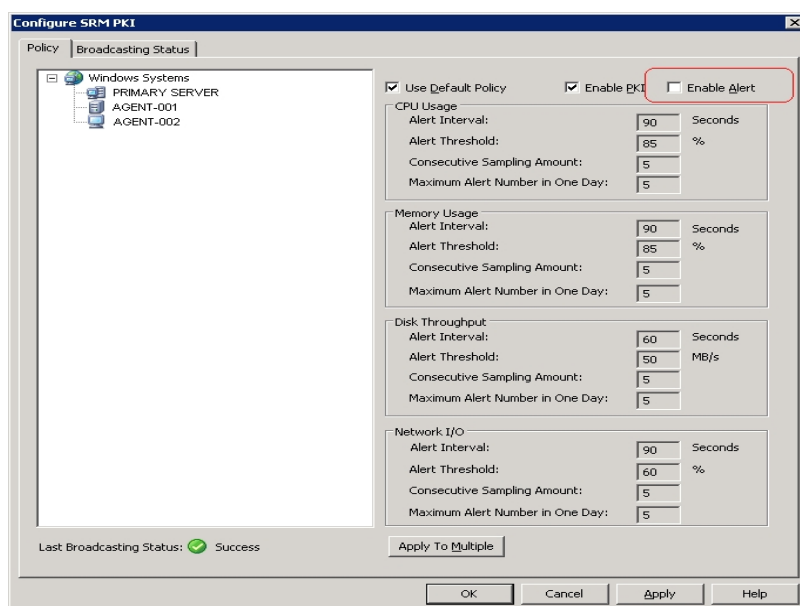 Configure SRM PKI
Policy Broadcasting Status
Windows Systems
PRIMARY SERVER
AGENT-001
AGENT-002
Use Default Policy Enable PKI Enable Alert
CPU Usage
Alert Interval: 90 Seconds
Alert Threshold: 85 %
Consecutive Sampling Amount: 5
Maximum Alert Number in One Day: 5
Memory Usage
Alert Interval: 90 Seconds
Alert Threshold: 85 %
Consecutive Sampling Amount: 5
Maximum Alert Number in One Day: 5
Disk Throughput
Alert Interval: 60 Seconds
Alert Threshold: 50 MB/s
Consecutive Sampling Amount: 5
Maximum Alert Number in One Day: 5
Network I/O
Alert Interval: 90 Seconds
Alert Threshold: 60 %
Consecutive Sampling Amount: 5
Maximum Alert Number in One Day: 5
Last Broadcasting Status: Success
Apply To Multiple
OK Cancel Apply Help